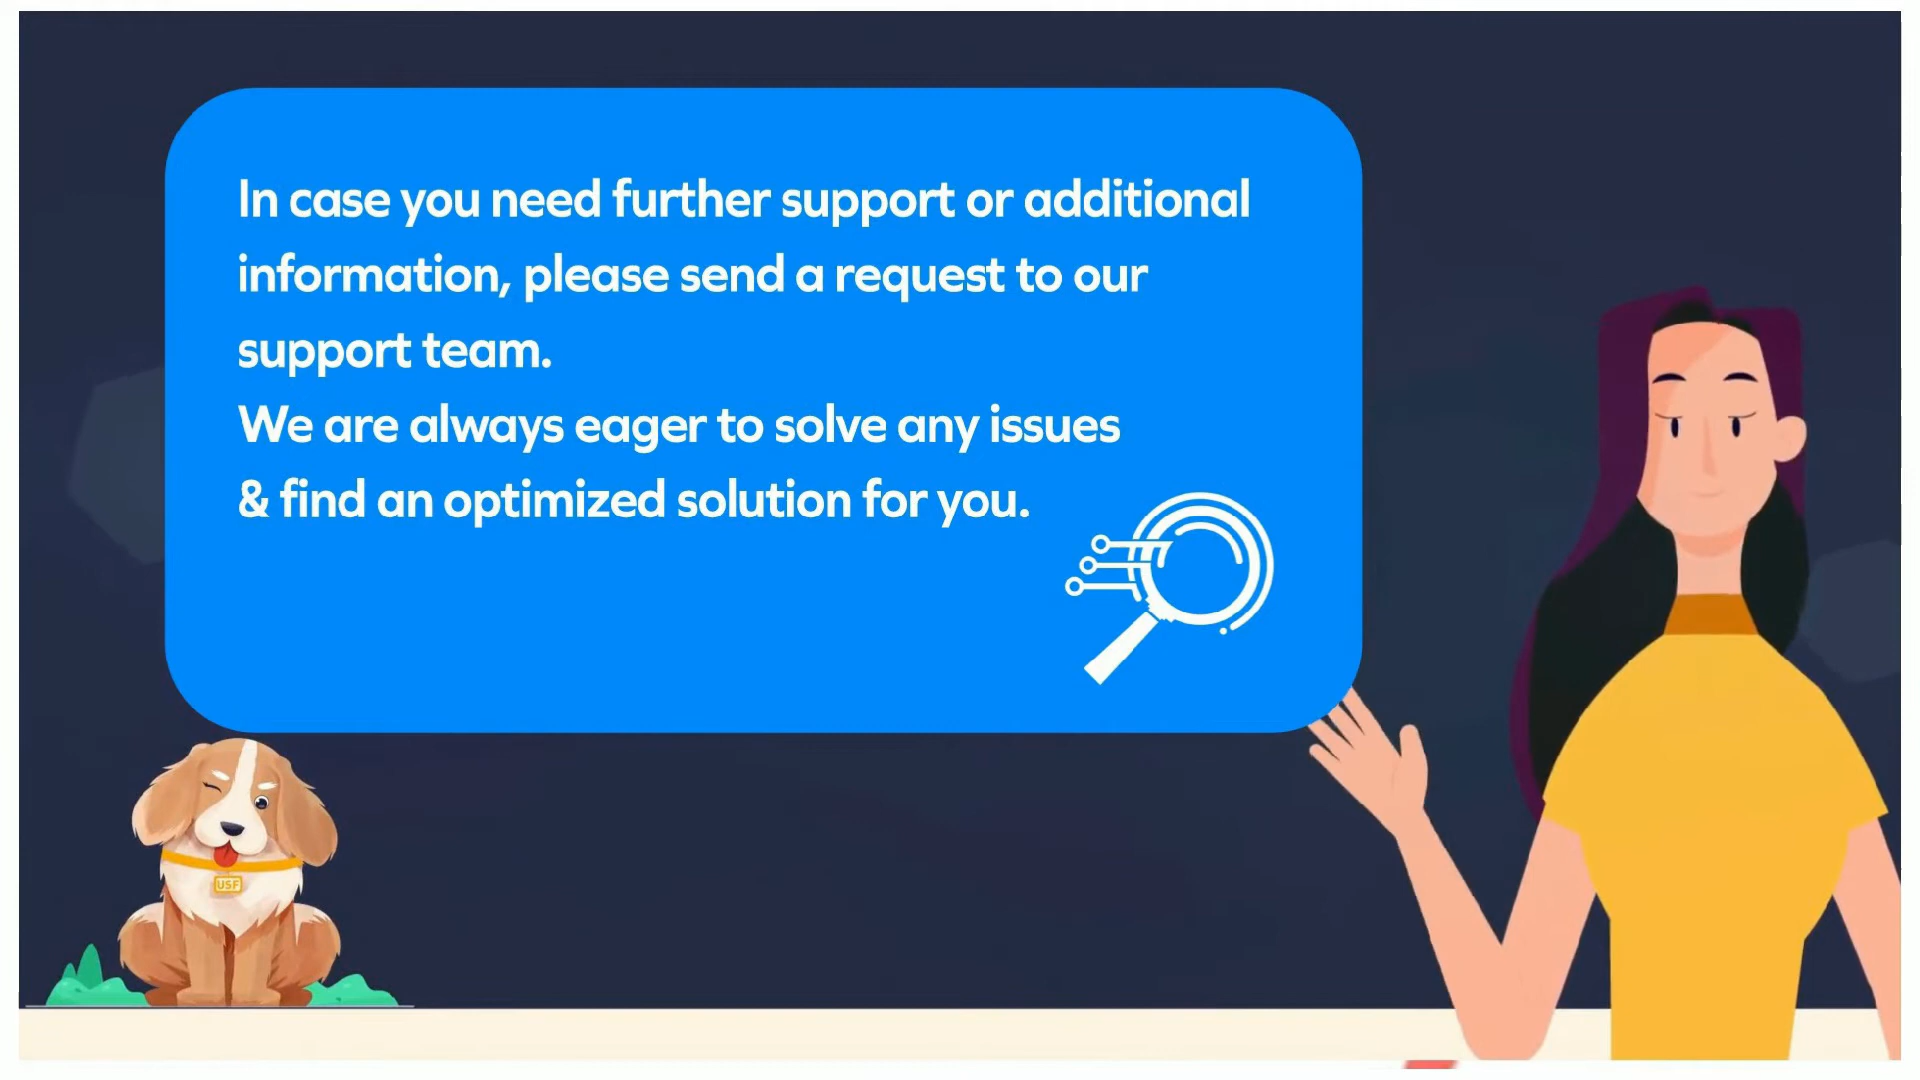 In case you need further support or additional
information, please send a request to our
support team.
We are always eager to solve any issues
& find an optimized solution for you.
USF